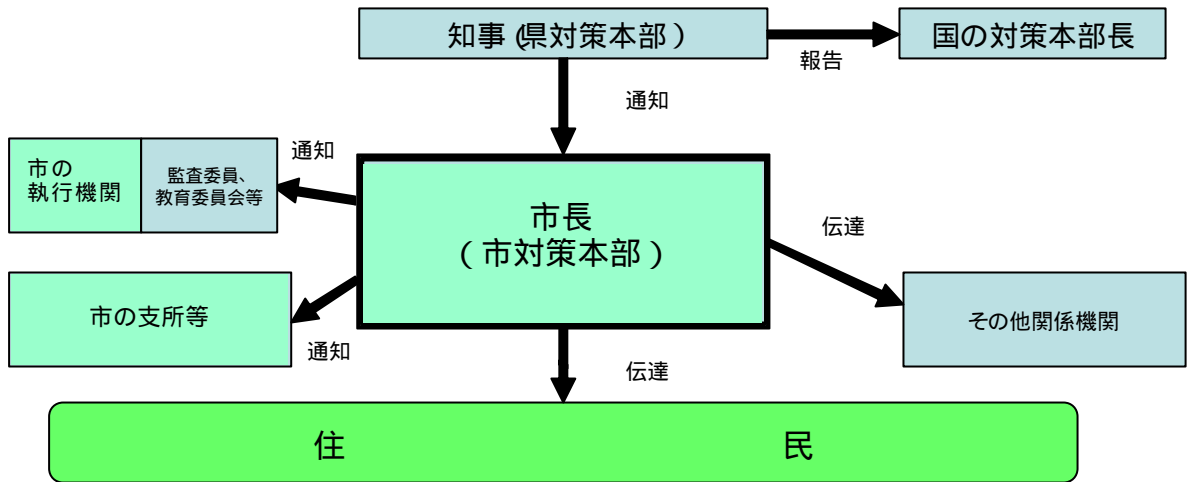 知事（県対策本部）
国の対策本部長
報告
通知
通知
市の
執行機関
監査委員、
教育委員会等
市長
（市対策本部）
伝達
市の支所等
その他関係機関
通知
伝達
住　民